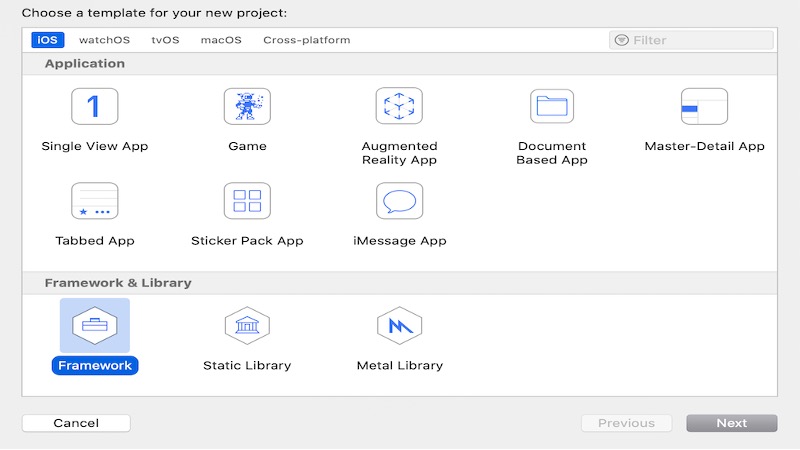 Choose a template for your new project:
iOS watchOS tvOS macOS Cross-platform Filter
Application
1
Single View App Game Augmented Reality App Document Based App Master-Detail App
Tabbed App Sticker Pack App iMessage App
Framework & Library
Framework Static Library Metal Library
Cancel Previous Next